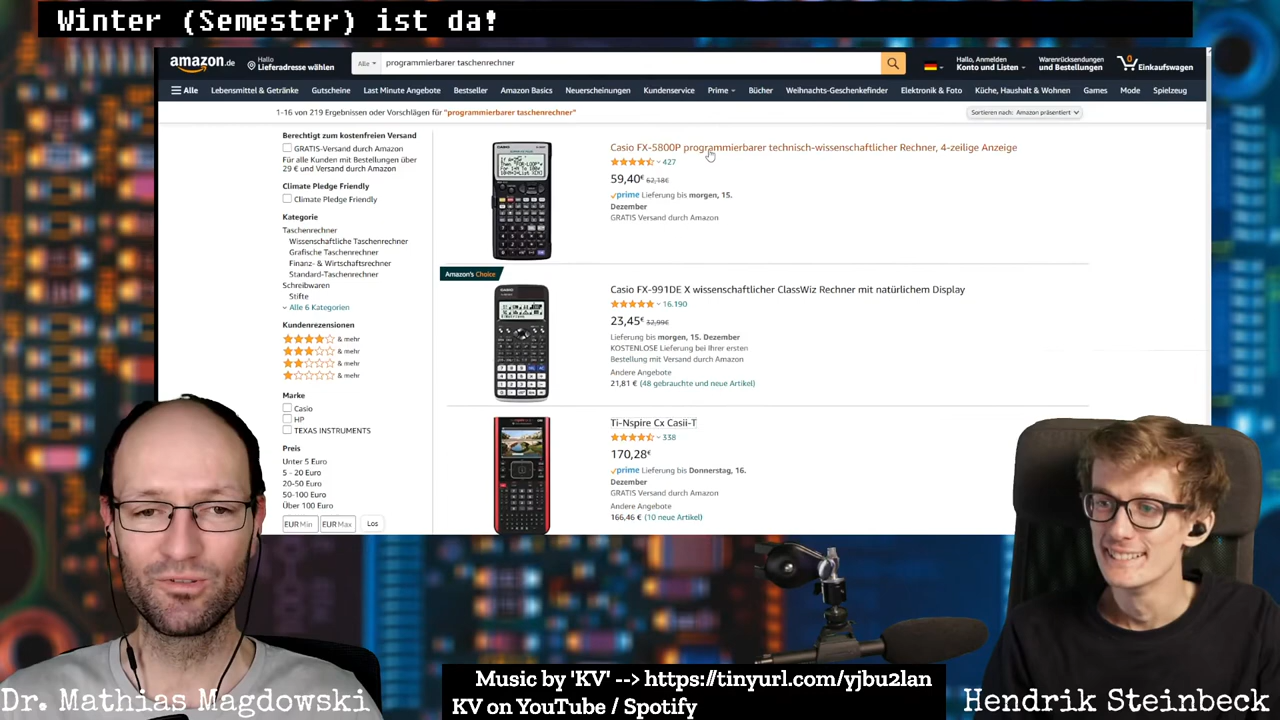 Winter (Semester) ist da!
amazon.de
Hallo
Lieferadresse wählen
Alle
programmierbarer taschenrechner
Hallo, Anmelden
Konto und Listen
Warenrücksendungen
und Bestellungen
0
Einkaufswagen
Alle
Lebensmittel & Getränke
Gutscheine
Last Minute Angebote
Bestseller
Amazon Basics
Neuerscheinungen
Kundenservice
Prime
Bücher
Weihnachts-Geschenkefinder
Elektronik & Foto
Küche, Haushalt & Wohnen
Games
Mode
Spielzeug
1-16 von 219 Ergebnissen oder Vorschlägen für "programmierbarer taschenrechner"
Sortieren nach: Amazon präsentiert
Berechtigt zum kostenfreien Versand
GRATIS-Versand durch Amazon
Für alle Kunden mit Bestellungen über
29 € und Versand durch Amazon
Climate Pledge Friendly
Climate Pledge Friendly
Kategorie
Taschenrechner
Wissenschaftliche Taschenrechner
Grafische Taschenrechner
Finanz- & Wirtschaftsrechner
Standard-Taschenrechner
Schreibwaren
Stifte
Alle 6 Kategorien
Kundenrezensionen
& mehr
& mehr
& mehr
& mehr
Marke
Casio
HP
TEXAS INSTRUMENTS
Preis
Unter 5 Euro
5 - 20 Euro
20-50 Euro
50-100 Euro
Über 100 Euro
EUR Min
EUR Max
Los
Casio FX-5800P programmierbarer technisch-wissenschaftlicher Rechner, 4-zeilige Anzeige
427
59,40€ 62,18€
prime Lieferung bis morgen, 15.
Dezember
GRATIS Versand durch Amazon
Amazon's Choice
Casio FX-991DE X wissenschaftlicher ClassWiz Rechner mit natürlichem Display
16.190
23,45€ 32,99€
Lieferung bis morgen, 15. Dezember
KOSTENLOSE Lieferung bei Ihrer ersten
Bestellung mit Versand durch Amazon
Andere Angebote
21,81 € (48 gebrauchte und neue Artikel)
Ti-Nspire Cx Casii-T
338
170,28€
prime Lieferung bis Donnerstag, 16.
Dezember
GRATIS Versand durch Amazon
Andere Angebote
166,46 € (10 neue Artikel)
Music by 'KV' --> https://tinyurl.com/yjbu2lan
KV on YouTube / Spotify
Dr. Mathias Magdowski
Hendrik Steinbeck